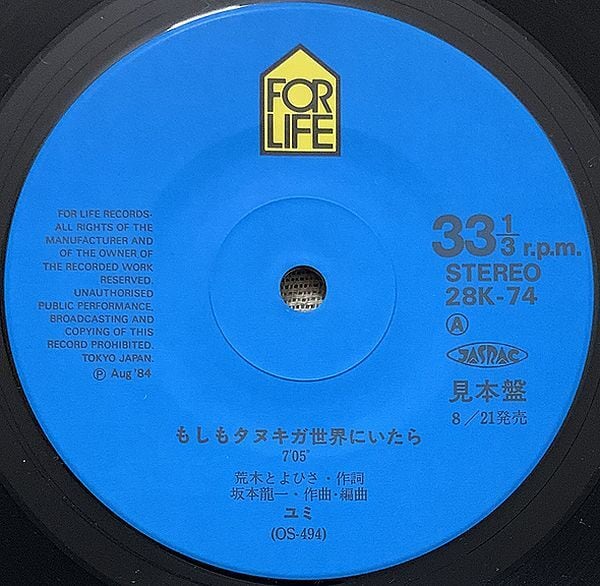 FOR
LIFE
FOR LIFE RECORDS-
ALL RIGHTS OF THE
MANUFACTURER AND
OF THE OWNER OF
THE RECORDED WORK
RESERVED.
UNAUTHORISED
PUBLIC PERFORMANCE,
BROADCASTING AND
COPYING OF THIS
RECORD PROHIBITED.
TOKYO JAPAN.
Ⓟ Aug '84
33 1/3 r.p.m.
STEREO
28K-74
Ⓐ
JASRAC
見本盤
8/21発売
もしもタヌキガ世界にいたら
7'05"
荒木とよひさ・作詞
坂本龍一・作曲・編曲
ユミ
(OS-494)